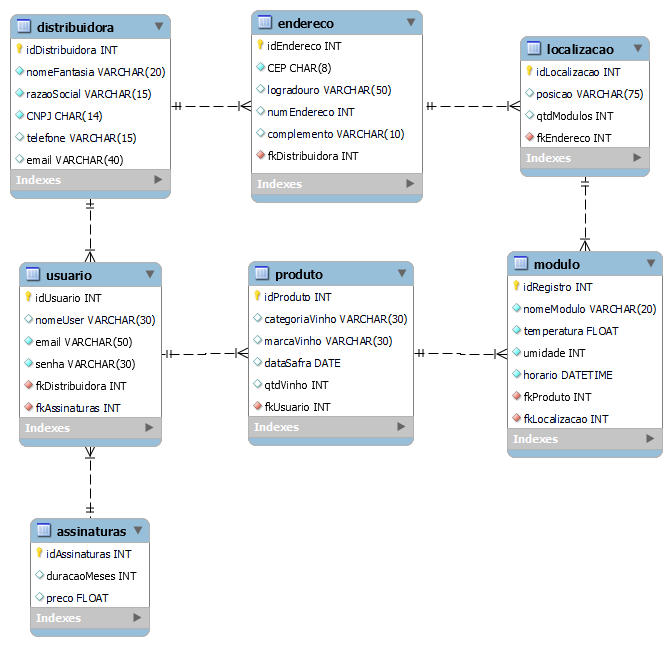 distribuidora
idDistribuidora INT
nomeFantasia VARCHAR(20)
razaoSocial VARCHAR(15)
CNPJ CHAR(14)
telefone VARCHAR(15)
email VARCHAR(40)
Indexes
endereco
idEndereco INT
CEP CHAR(8)
logradouro VARCHAR(50)
numEndereco INT
complemento VARCHAR(10)
fkDistribuidora INT
Indexes
localizacao
idLocalizacao INT
posicao VARCHAR(75)
qtdModulos INT
fkEndereco INT
Indexes
usuario
idUsuario INT
nomeUser VARCHAR(30)
email VARCHAR(50)
senha VARCHAR(30)
fkDistribuidora INT
fkAssinaturas INT
Indexes
produto
idProduto INT
categoriaVinho VARCHAR(30)
marcaVinho VARCHAR(30)
dataSafra DATE
qtdVinho INT
fkUsuario INT
Indexes
modulo
idRegistro INT
nomeModulo VARCHAR(20)
temperatura FLOAT
umidade INT
horario DATETIME
fkProduto INT
fkLocalizacao INT
Indexes
assinaturas
idAssinaturas INT
duracaoMeses INT
preco FLOAT
Indexes